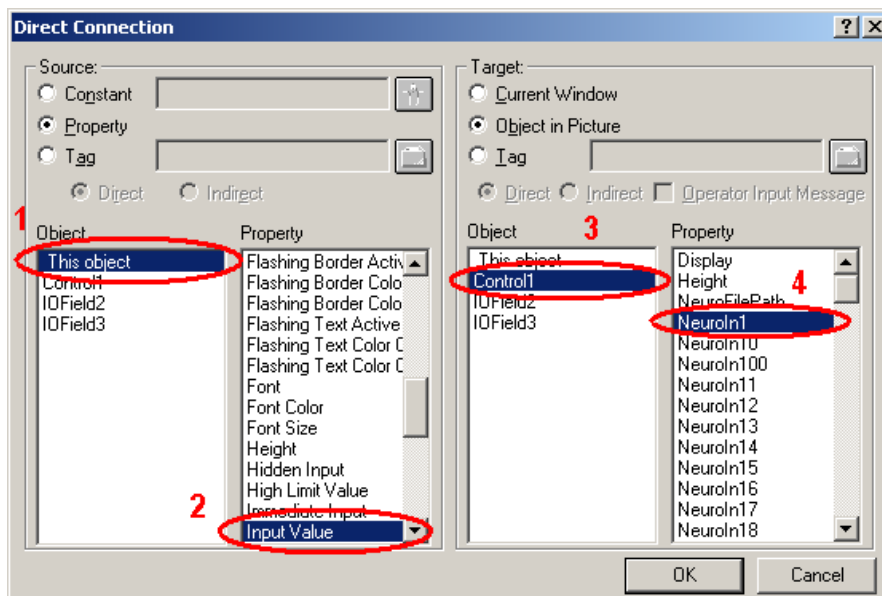 Direct Connection
Source:
Constant
Property
Tag
Direct Indirect
1
Object
This object
Control1
IOField2
IOField3
Property
Flashing Border Activ
Flashing Border Colo
Flashing Border Colo
Flashing Text Active
Flashing Text Color O
Flashing Text Color O
Font
Font Color
Font Size
Height
Hidden Input
High Limit Value
Immediate Input
2
Input Value
Target:
Current Window
Object in Picture
Tag
Direct Indirect Operator Input Message
Object
3
This object
Control1
IOField2
IOField3
Property
Display
Height
4
NeuroFilePath
NeuroIn1
NeuroIn10
NeuroIn100
NeuroIn11
NeuroIn12
NeuroIn13
NeuroIn14
NeuroIn15
NeuroIn16
NeuroIn17
NeuroIn18
OK
Cancel